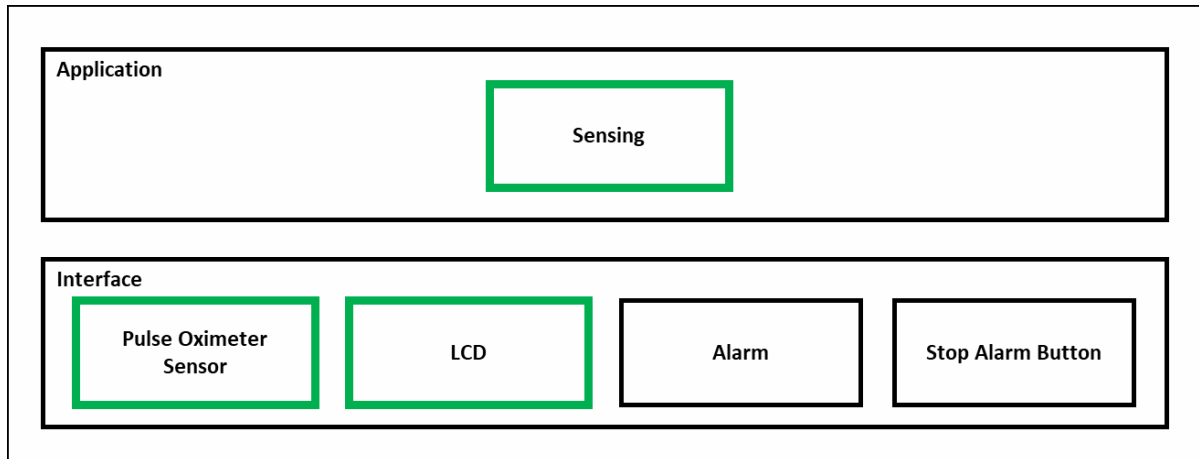 Application
Sensing
Interface
Pulse Oximeter
Sensor
LCD
Alarm
Stop Alarm Button